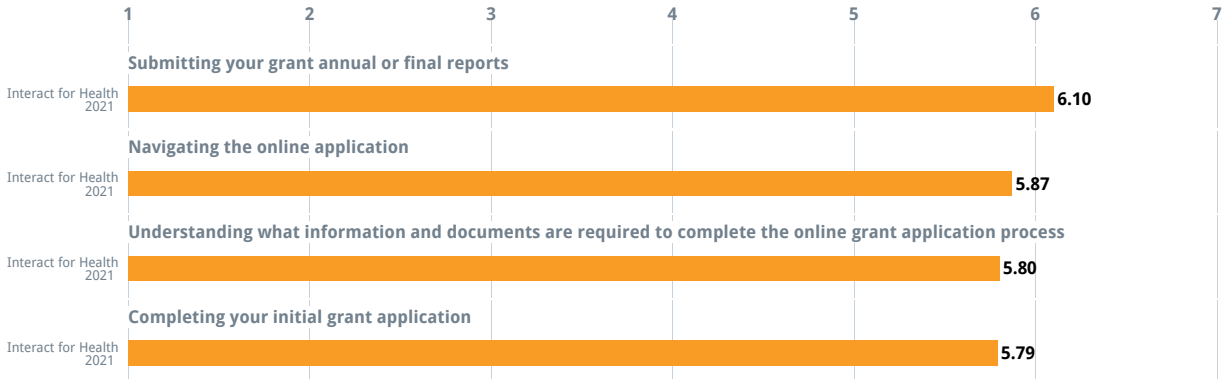 1 2 3 4 5 6 7
Submitting your grant annual or final reports
Interact for Health
2021
6.10
Navigating the online application
Interact for Health
2021
5.87
Understanding what information and documents are required to complete the online grant application process
Interact for Health
2021
5.80
Completing your initial grant application
Interact for Health
2021
5.79